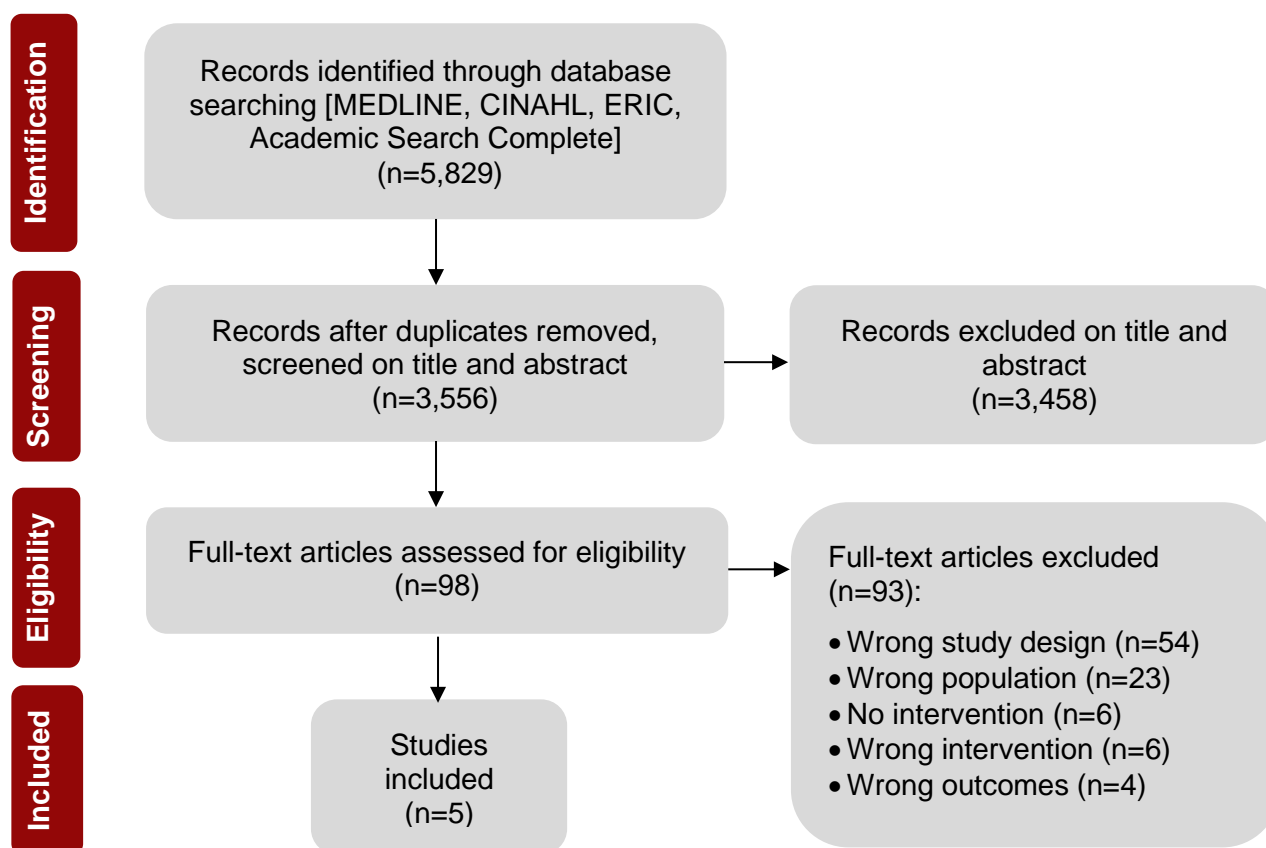 Identification
Records identified through database
searching [MEDLINE, CINAHL, ERIC,
Academic Search Complete]
(n=5,829)
Screening
Records after duplicates removed,
screened on title and abstract
(n=3,556)
Records excluded on title and
abstract
(n=3,458)
Eligibility
Full-text articles assessed for eligibility
(n=98)
Full-text articles excluded
(n=93):
• Wrong study design (n=54)
• Wrong population (n=23)
• No intervention (n=6)
• Wrong intervention (n=6)
• Wrong outcomes (n=4)
Included
Studies
included
(n=5)